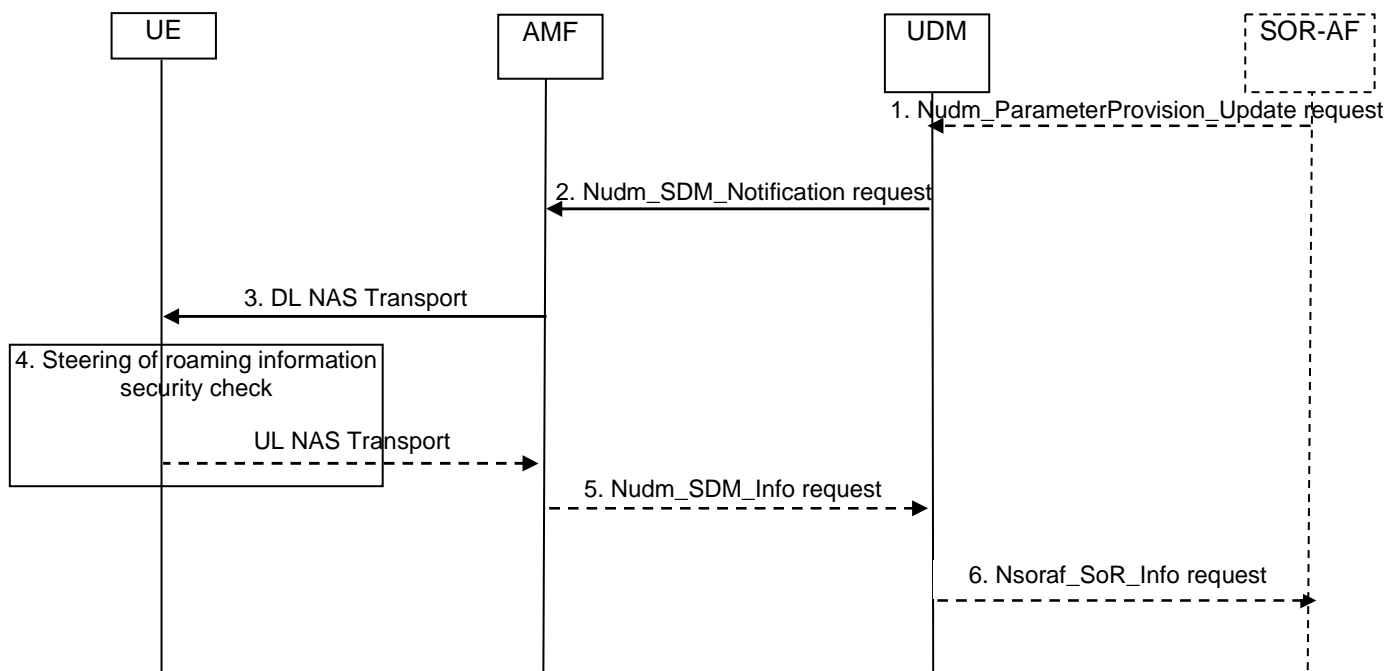 UE
AMF
UDM
SOR-AF
1. Nudm_ParameterProvision_Update request
2. Nudm_SDM_Notification request
3. DL NAS Transport
4. Steering of roaming information
security check
UL NAS Transport
5. Nudm_SDM_Info request
6. Nsoraf_SoR_Info request